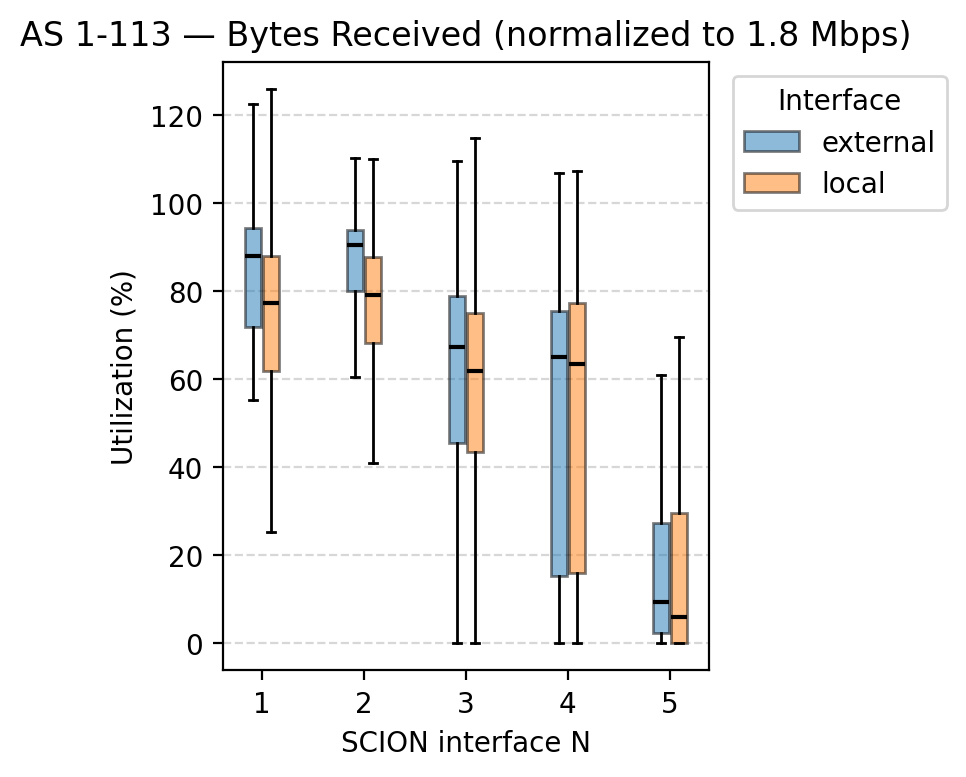 AS 1-113 — Bytes Received (normalized to 1.8 Mbps)
Interface
external
local
Utilization (%)
120
100
80
60
40
20
0
1 2 3 4 5
SCION interface N